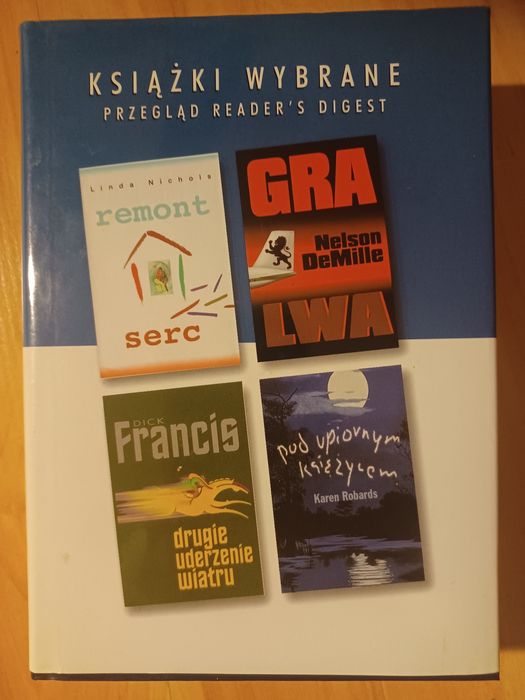 KSIĄŻKI WYBRANE
PRZEGLĄD READER'S DIGEST
Linda Nichols
remont
serc
GRA
Nelson
DeMille
LWA
DICK
Francis
drugie
uderzenie
wiatru
pod upiornym
księżycem
Karen Robards